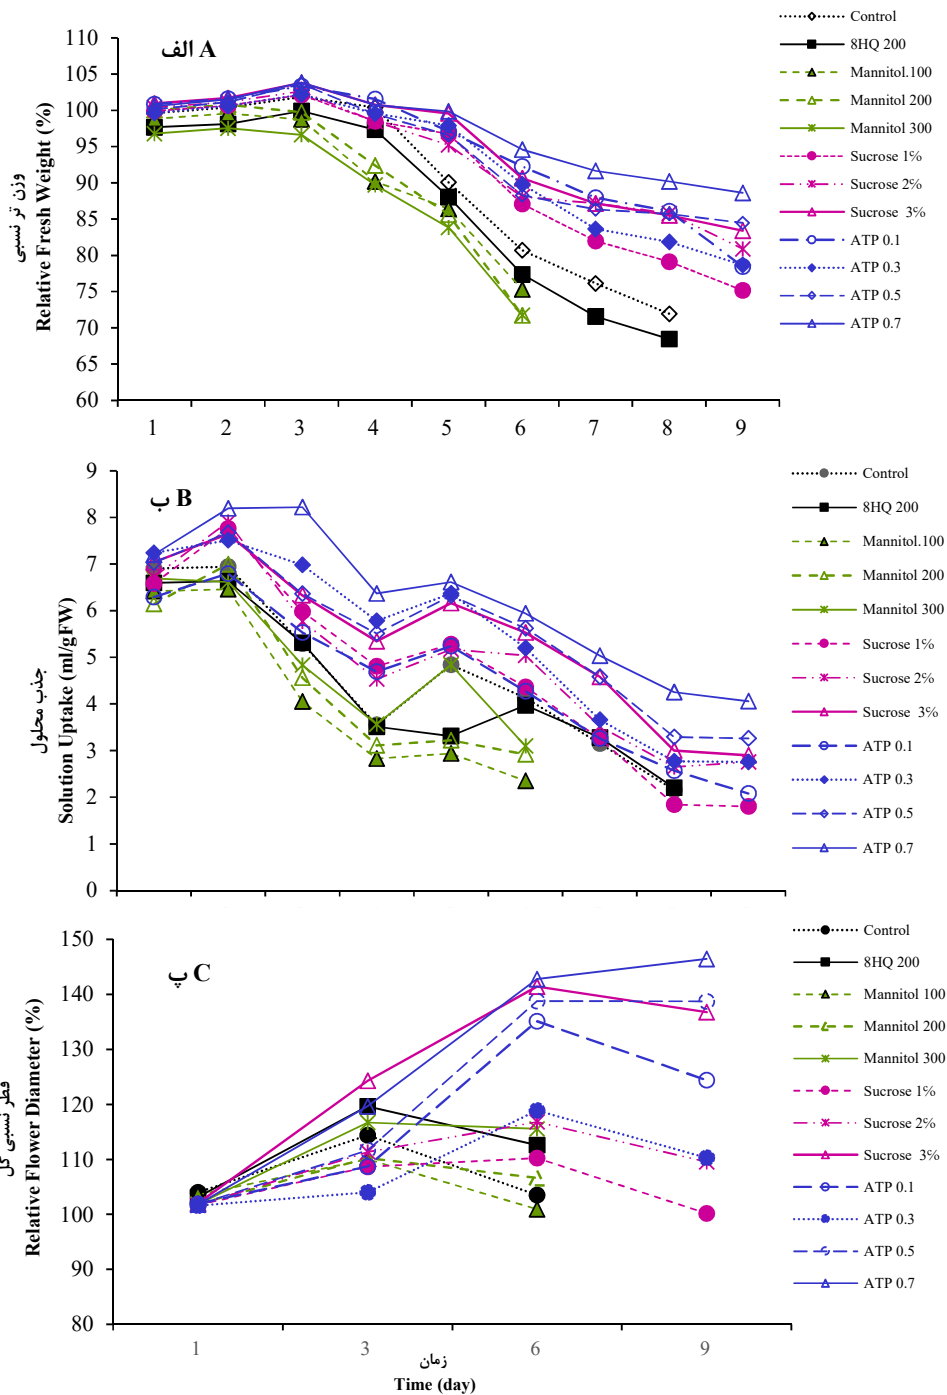 الف A
110
105
100
95
90
85
80
75
70
65
60
وزن تر نسبی
Relative Fresh Weight (%)
1 2 3 4 5 6 7 8 9
Control
8HQ 200
Mannitol.100
Mannitol 200
Mannitol 300
Sucrose 1%
Sucrose 2%
Sucrose 3%
ATP 0.1
ATP 0.3
ATP 0.5
ATP 0.7
ب B
9
8
7
6
5
4
3
2
1
0
جذب محلول
Solution Uptake (ml/gFW)
Control
8HQ 200
Mannitol.100
Mannitol 200
Mannitol 300
Sucrose 1%
Sucrose 2%
Sucrose 3%
ATP 0.1
ATP 0.3
ATP 0.5
ATP 0.7
پ C
150
140
130
120
110
100
90
80
قطر نسبی گل
Relative Flower Diameter (%)
1 3 6 9
زمان
Time (day)
Control
8HQ 200
Mannitol 100
Mannitol 200
Mannitol 300
Sucrose 1%
Sucrose 2%
Sucrose 3%
ATP 0.1
ATP 0.3
ATP 0.5
ATP 0.7